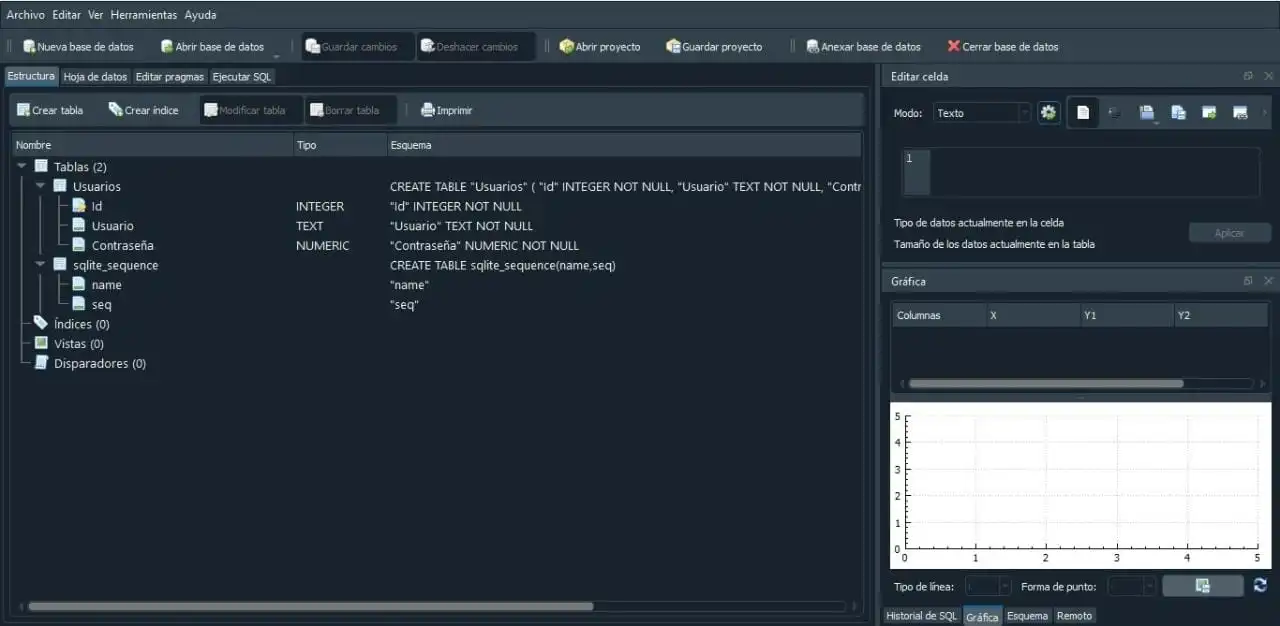 Archivo Editar Ver Herramientas Ayuda
Nueva base de datos Abrir base de datos Guardar cambios Deshacer cambios Abrir proyecto Guardar proyecto Anexar base de datos Cerrar base de datos
Estructura Hoja de datos Editar pragmas Ejecutar SQL
Crear tabla Crear índice Modificar tabla Borrar tabla Imprimir
Nombre Tipo Esquema
Tablas (2)
Usuarios CREATE TABLE "Usuarios" ( "Id" INTEGER NOT NULL, "Usuario" TEXT NOT NULL, "Contr
Id INTEGER "Id" INTEGER NOT NULL
Usuario TEXT "Usuario" TEXT NOT NULL
Contraseña NUMERIC "Contraseña" NUMERIC NOT NULL
sqlite_sequence CREATE TABLE sqlite_sequence(name,seq)
name "name"
seq "seq"
Índices (0)
Vistas (0)
Disparadores (0)
Editar celda
Modo: Texto
1
Tipo de datos actualmente en la celda
Tamaño de los datos actualmente en la tabla
Aplicar
Gráfica
Columnas X Y1 Y2
5
4
3
2
1
0
0 1 2 3 4 5
Tipo de línea: Forma de punto:
Historial de SQL Gráfica Esquema Remoto